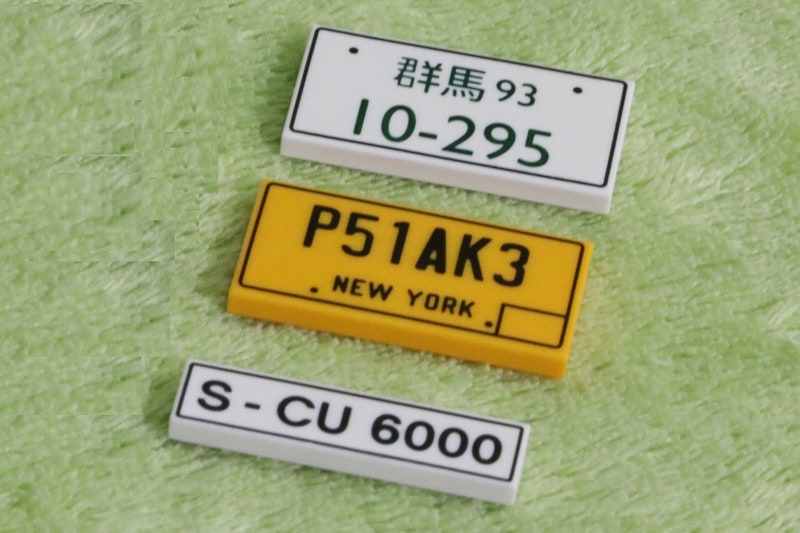 群馬 93
10-295
P51AK3
NEW YORK
S - CU 6000